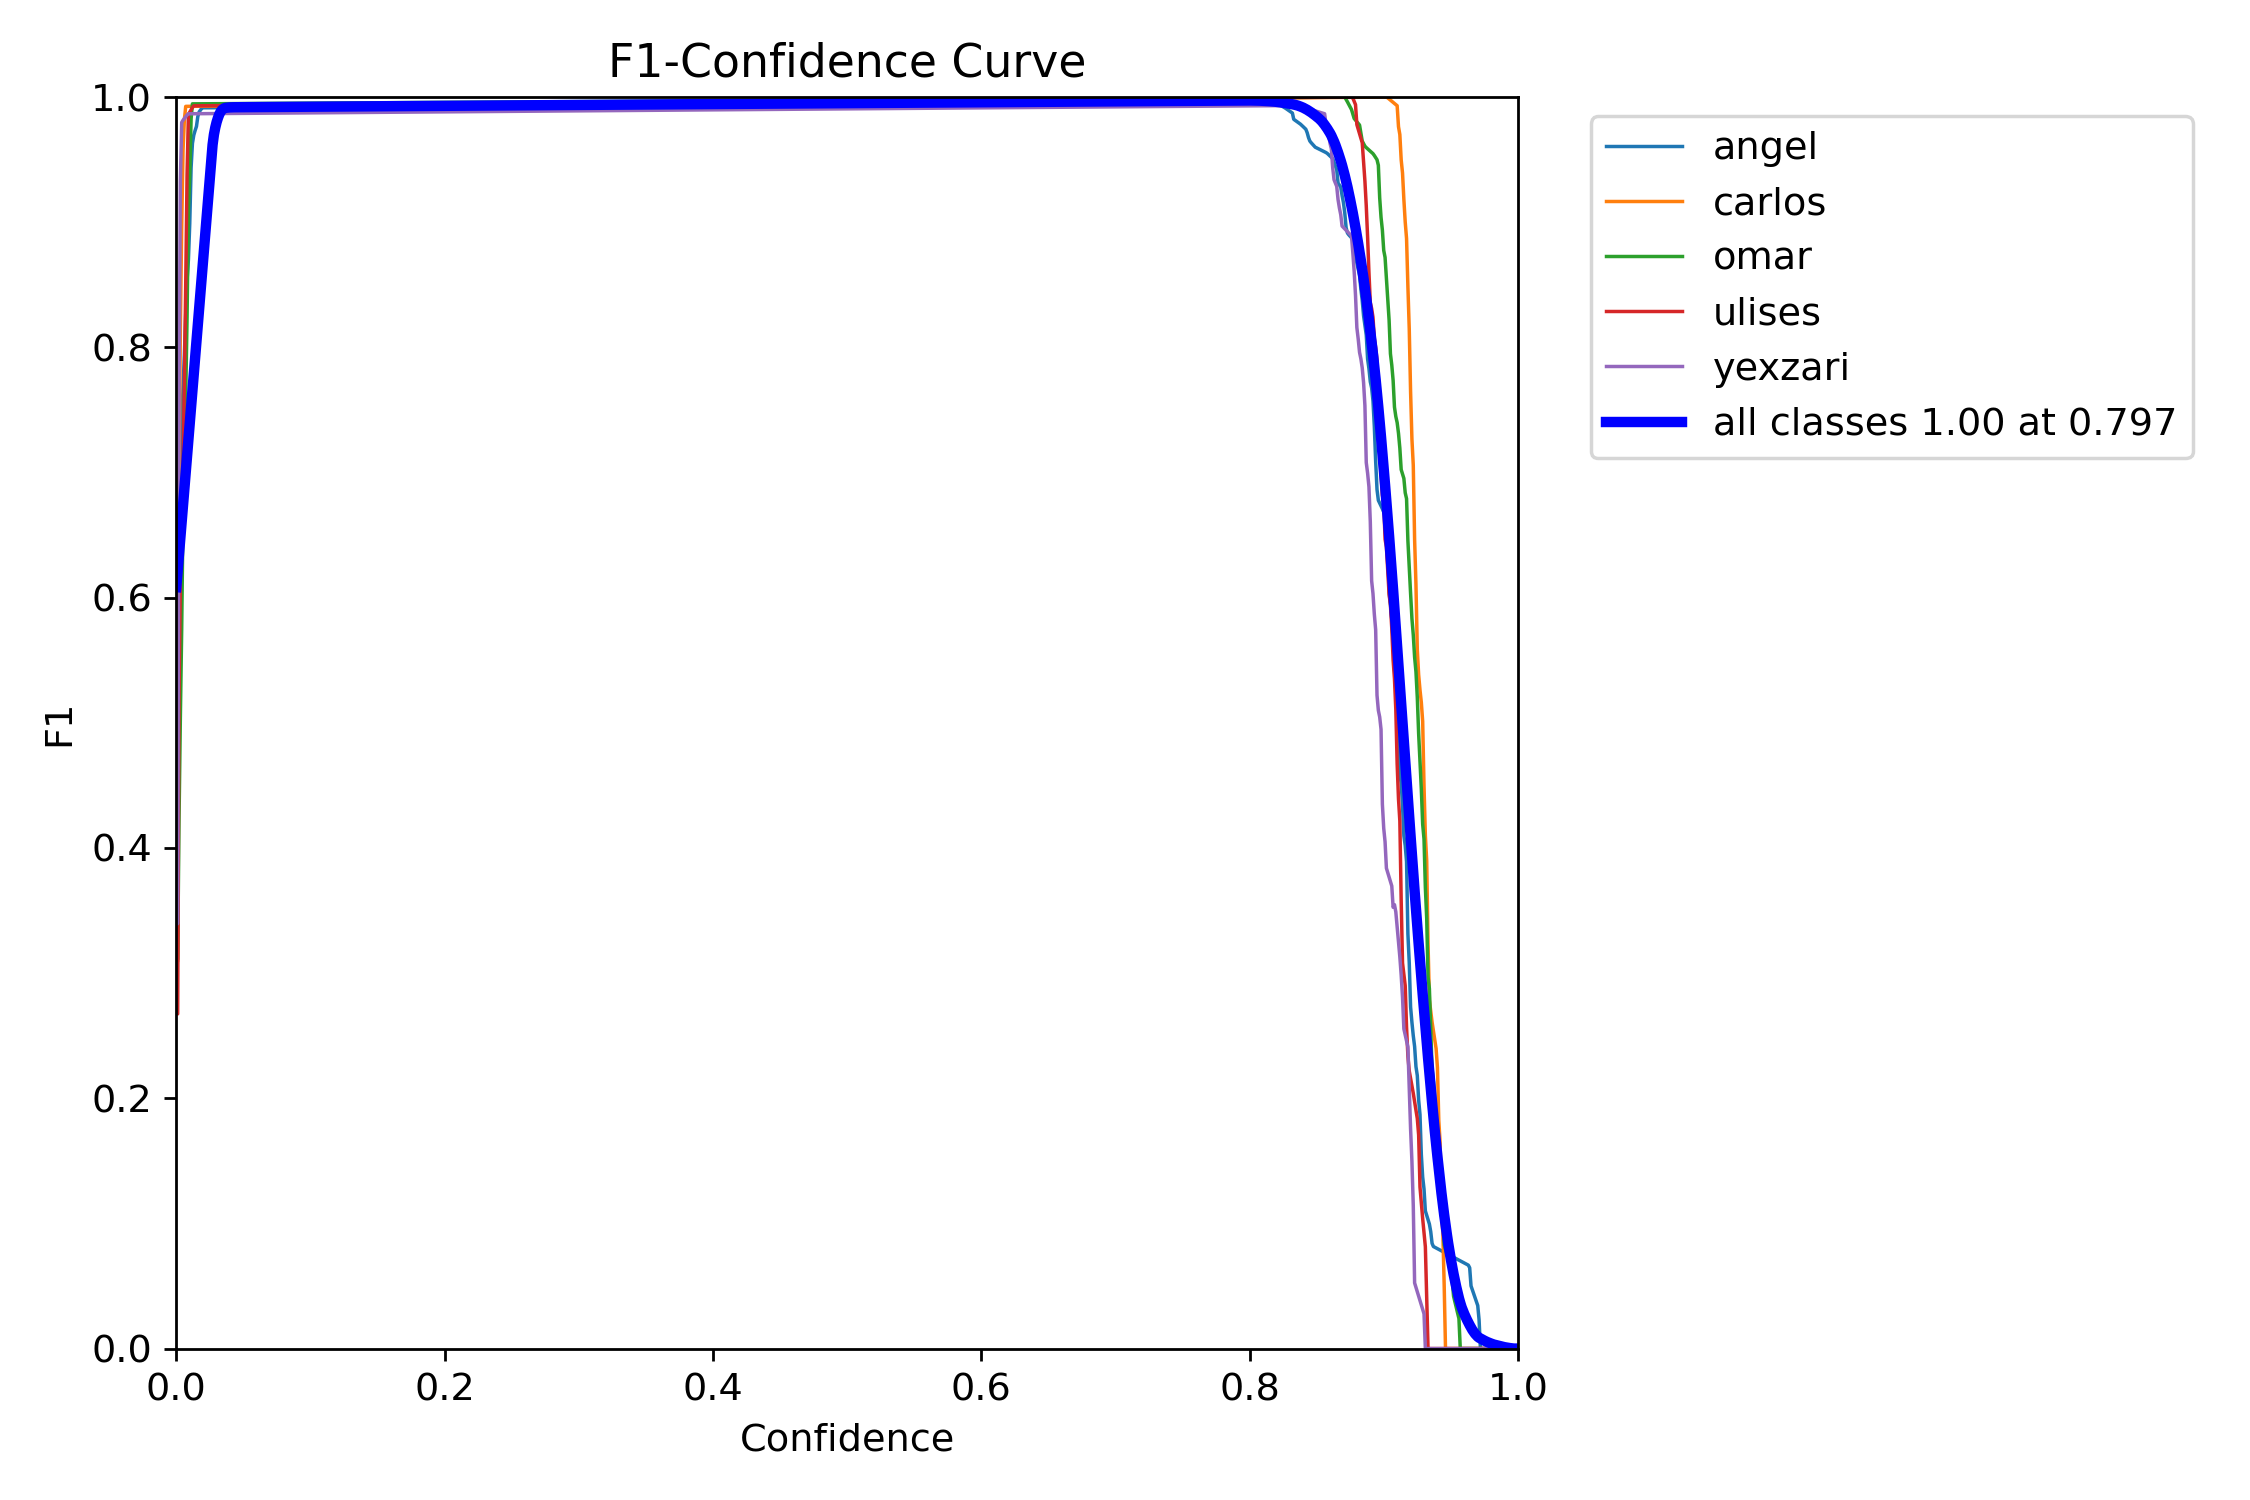 F1-Confidence Curve
1.0
0.8
0.6
0.4
0.2
0.0
F1
0.0 0.2 0.4 0.6 0.8 1.0
Confidence
angel
carlos
omar
ulises
yexzari
all classes 1.00 at 0.797